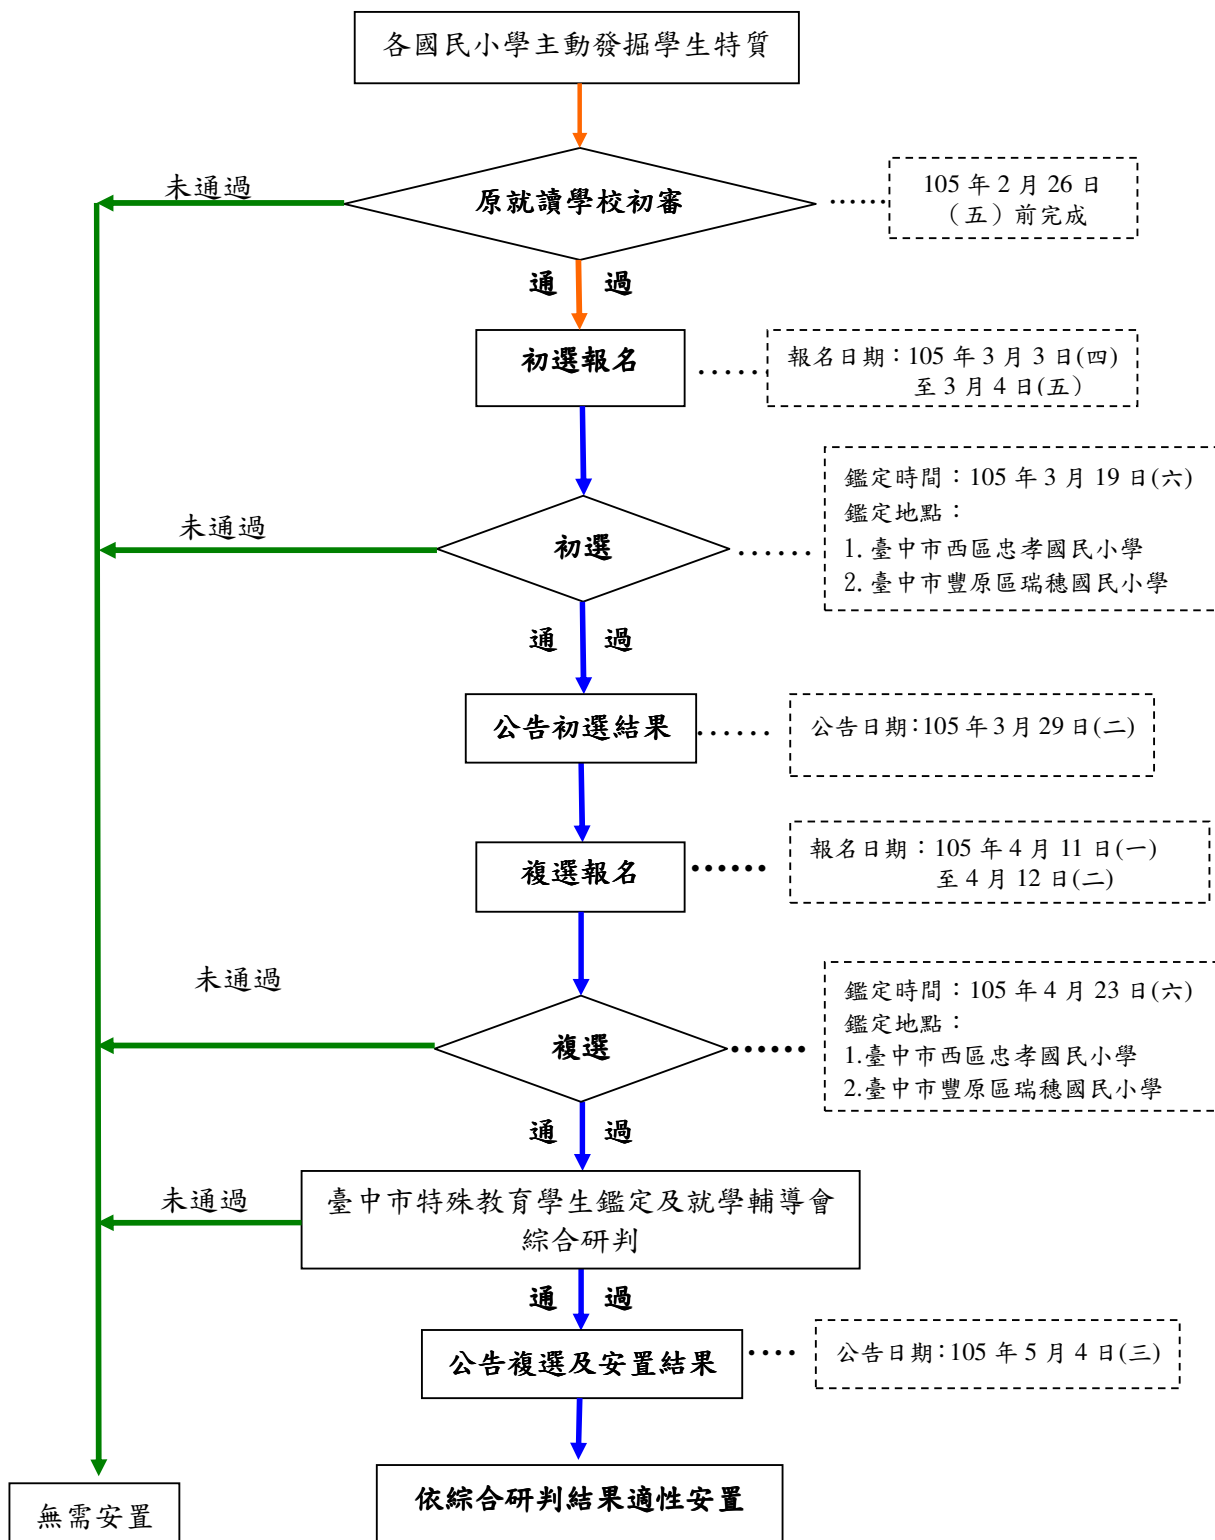 各國民小學主動發掘學生特質
未通過
原就讀學校初審
105 年 2 月 26 日
（五）前完成
通 過
初選報名
報名日期：105 年 3 月 3 日(四)
至 3 月 4 日(五)
鑑定時間：105 年 3 月 19 日(六)
鑑定地點：
1. 臺中市西區忠孝國民小學
2. 臺中市豐原區瑞穗國民小學
未通過
初選
通 過
公告初選結果
公告日期:105 年 3 月 29 日(二)
複選報名
報名日期：105 年 4 月 11 日(一)
至 4 月 12 日(二)
未通過
複選
鑑定時間：105 年 4 月 23 日(六)
鑑定地點：
1.臺中市西區忠孝國民小學
2.臺中市豐原區瑞穗國民小學
通 過
未通過
臺中市特殊教育學生鑑定及就學輔導會
綜合研判
通 過
公告複選及安置結果
公告日期:105 年 5 月 4 日(三)
無需安置
依綜合研判結果適性安置